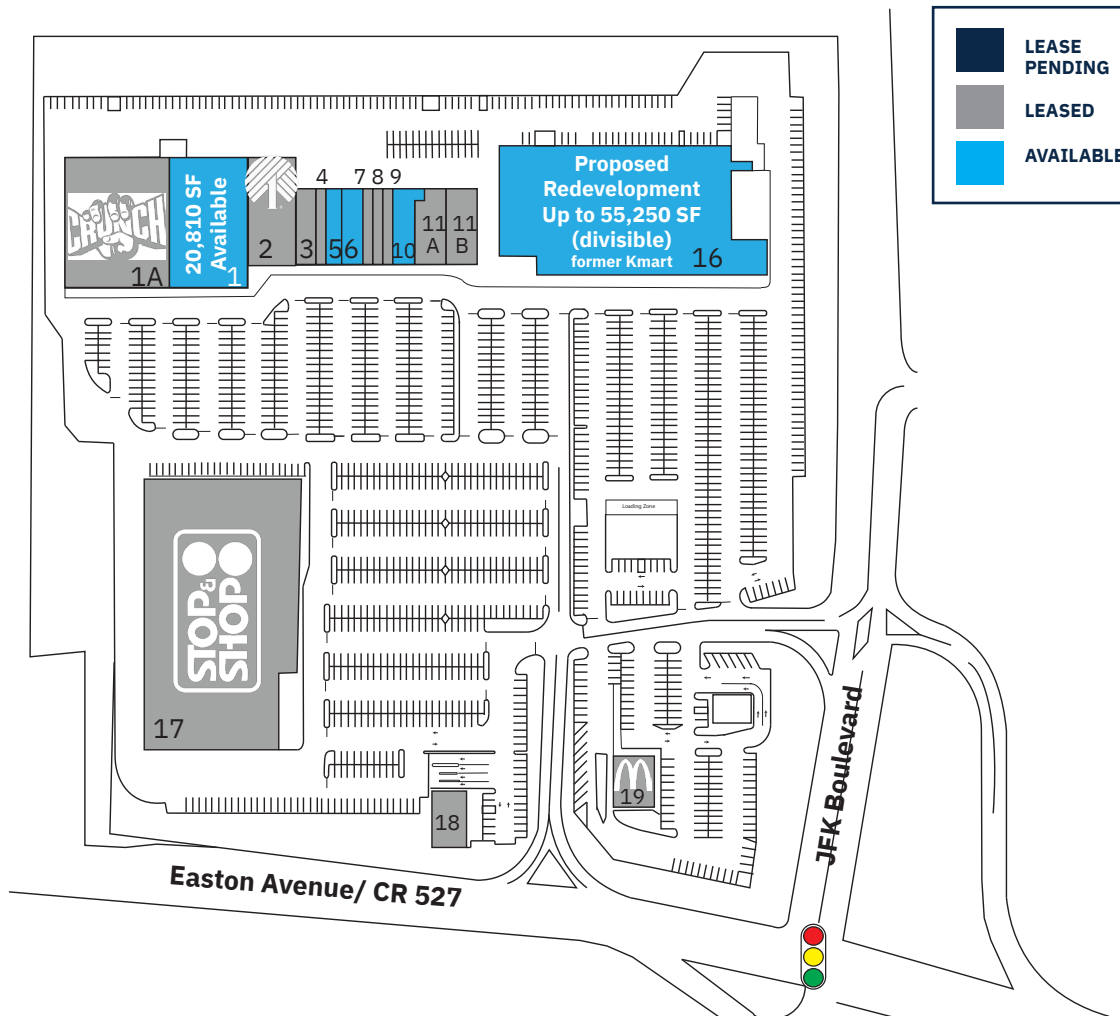 LEASE
PENDING
LEASED
AVAILABLE
CRUNCH
1A
20,810 SF
Available
1
2
3
4
5 6
7 8 9
10
11
A
11
B
Proposed
Redevelopment
Up to 55,250 SF
(divisible)
former Kmart 16
Loading Zone
STOP&
SHOP
17
18
19
JFK Boulevard
Easton Avenue/ CR 527